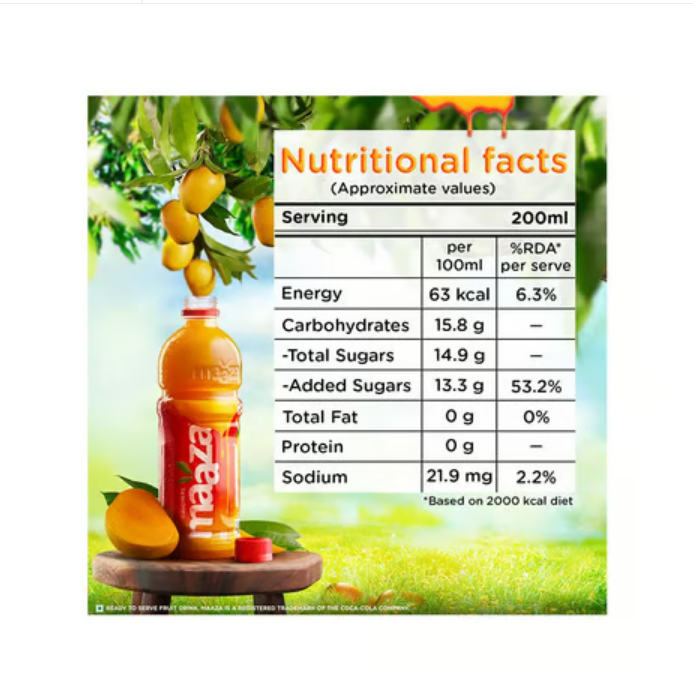 Nutritional facts
(Approximate values)
Serving 200ml
per 100ml %RDA* per serve
Energy 63 kcal 6.3%
Carbohydrates 15.8 g –
-Total Sugars 14.9 g –
-Added Sugars 13.3 g 53.2%
Total Fat 0 g 0%
Protein 0 g –
Sodium 21.9 mg 2.2%
*Based on 2000 kcal diet
maaza
maaza
READY TO SERVE FRUIT DRINK, MAAZA IS A REGISTERED TRADEMARK OF THE COCA-COLA COMPANY.